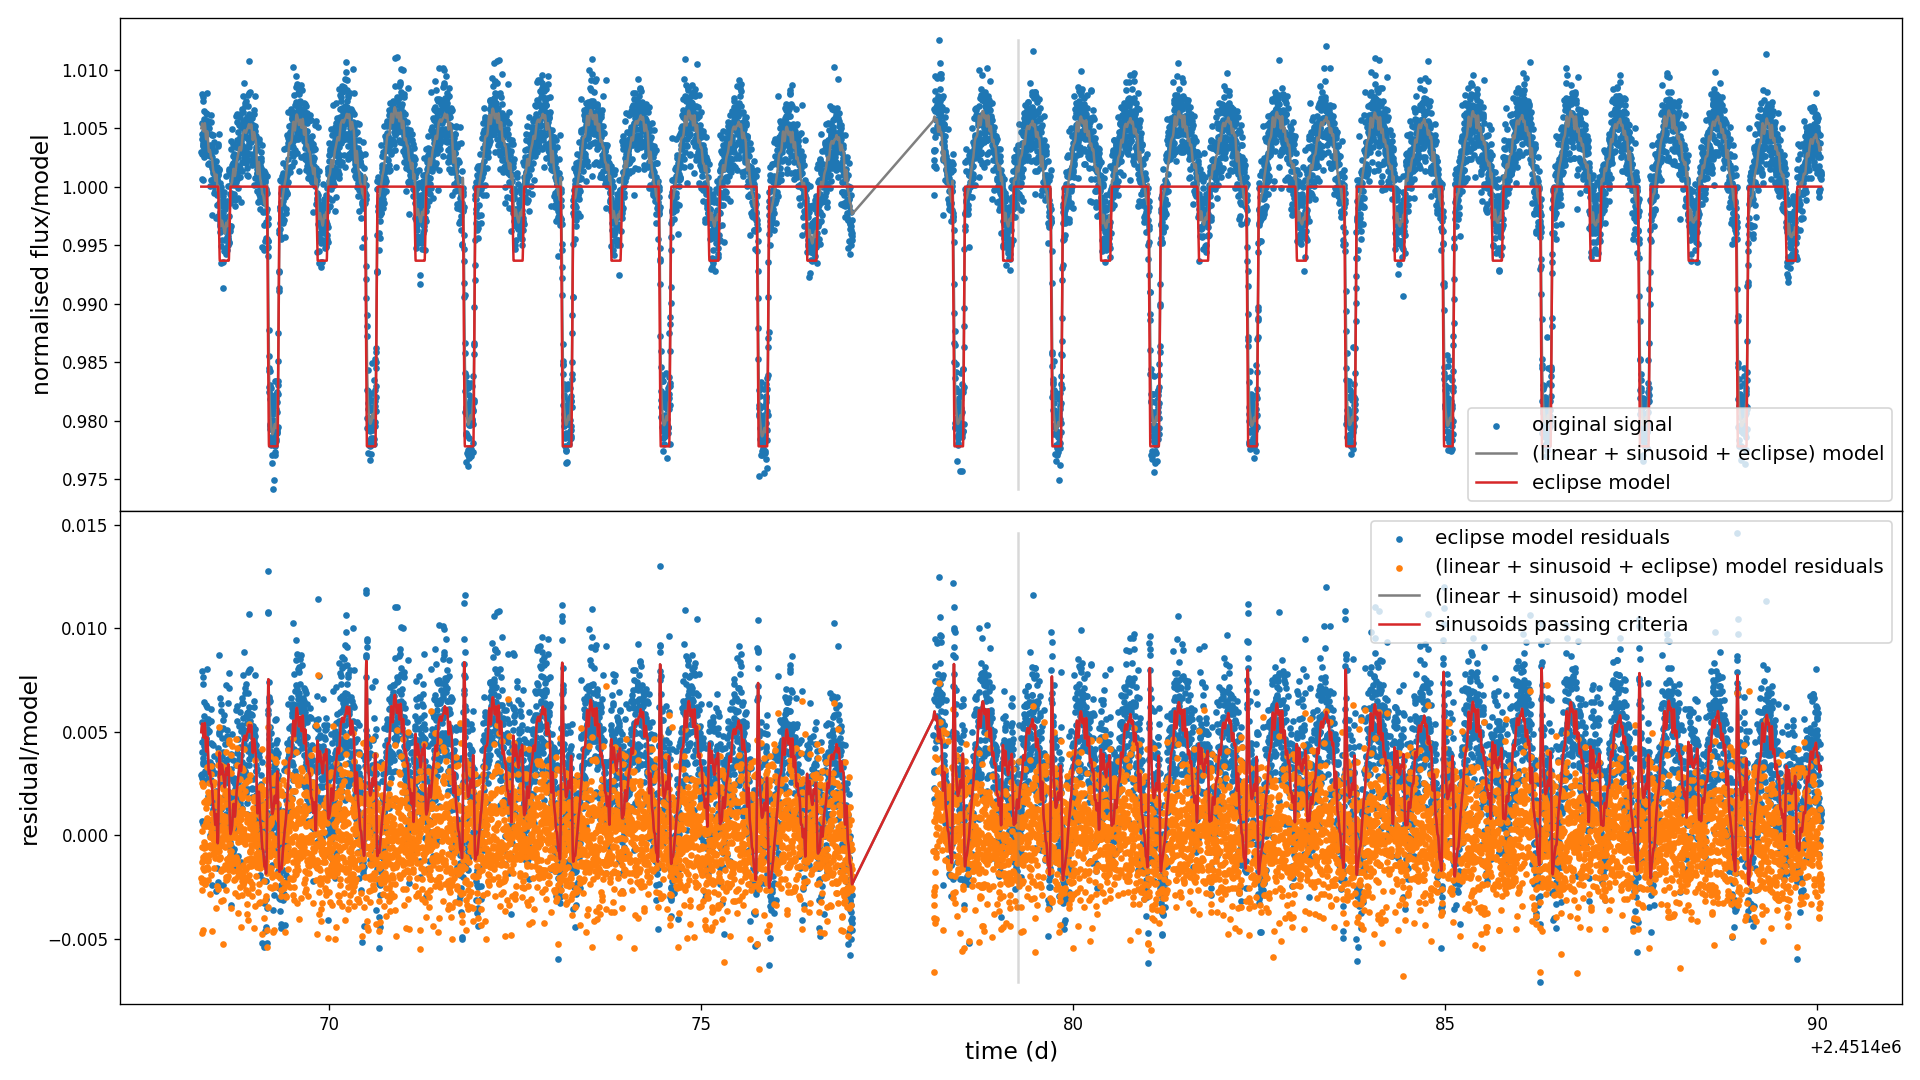 normalised flux/model
1.010
1.005
1.000
0.995
0.990
0.985
0.980
0.975
original signal
(linear + sinusoid + eclipse) model
eclipse model
residual/model
0.015
0.010
0.005
0.000
−0.005
eclipse model residuals
(linear + sinusoid + eclipse) model residuals
(linear + sinusoid) model
sinusoids passing criteria
70
75
80
85
90
time (d)
+2.4514e6